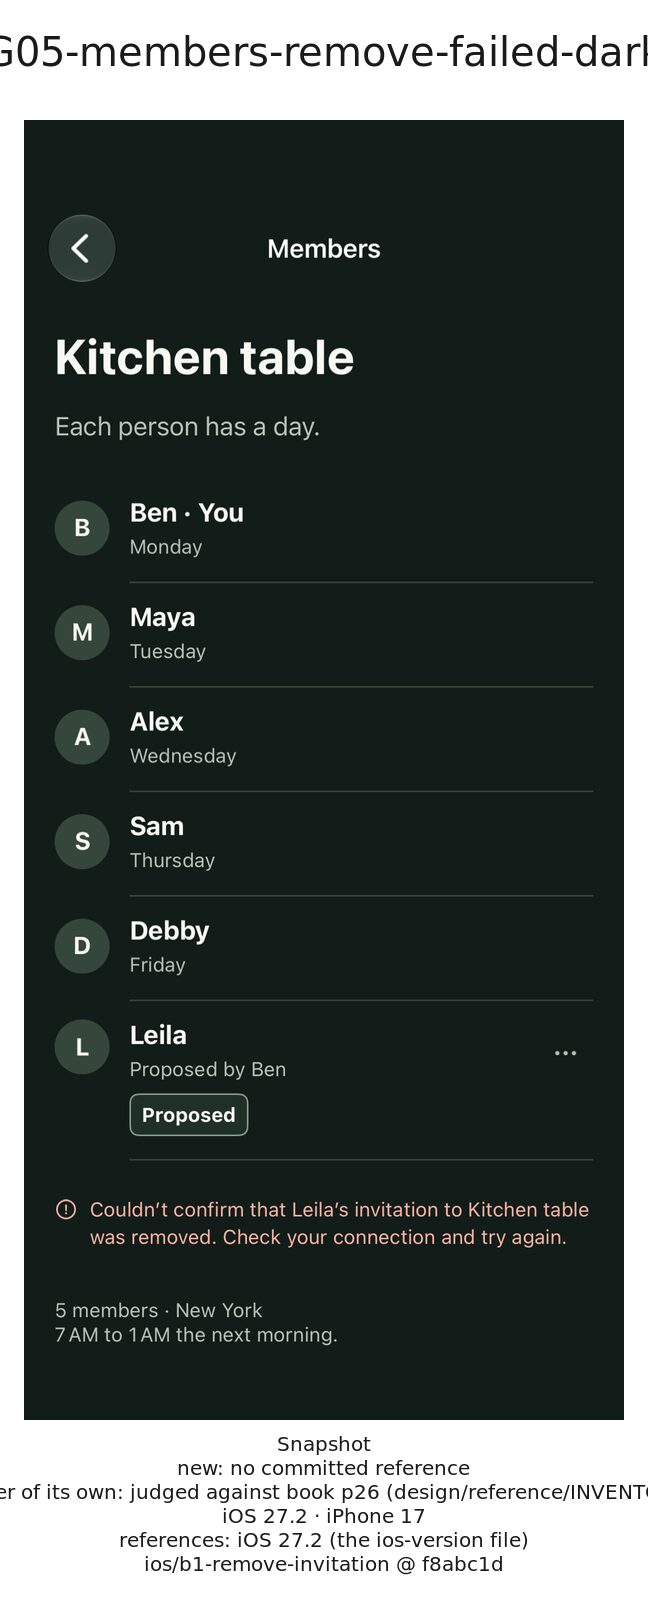 G05-members-remove-failed-dark
Members
Kitchen table
Each person has a day.
B
Ben · You
Monday
M
Maya
Tuesday
A
Alex
Wednesday
S
Sam
Thursday
D
Debby
Friday
L
Leila
Proposed by Ben
Proposed
Couldn’t confirm that Leila’s invitation to Kitchen table
was removed. Check your connection and try again.
5 members · New York
7 AM to 1 AM the next morning.
Snapshot
new: no committed reference
of its own: judged against book p26 (design/reference/
iOS 27.2 · iPhone 17
references: iOS 27.2 (the ios-version file)
ios/b1-remove-invitation @ f8abc1d